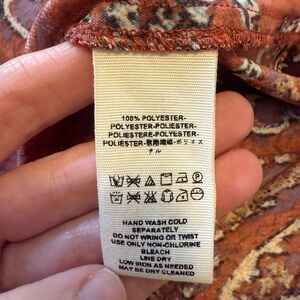 100% POLYESTER-
POLYESTER-POLIESTER-
POLIESTERE-POLYESTER-
POLIESTER-聚酯纖維-ポリエス
テル
HAND WASH COLD
SEPARATELY
DO NOT WRING OR TWIST
USE ONLY NON-CHLORINE
BLEACH
LINE DRY
LOW IRON AS NEEDED
MAY BE DRY CLEANED